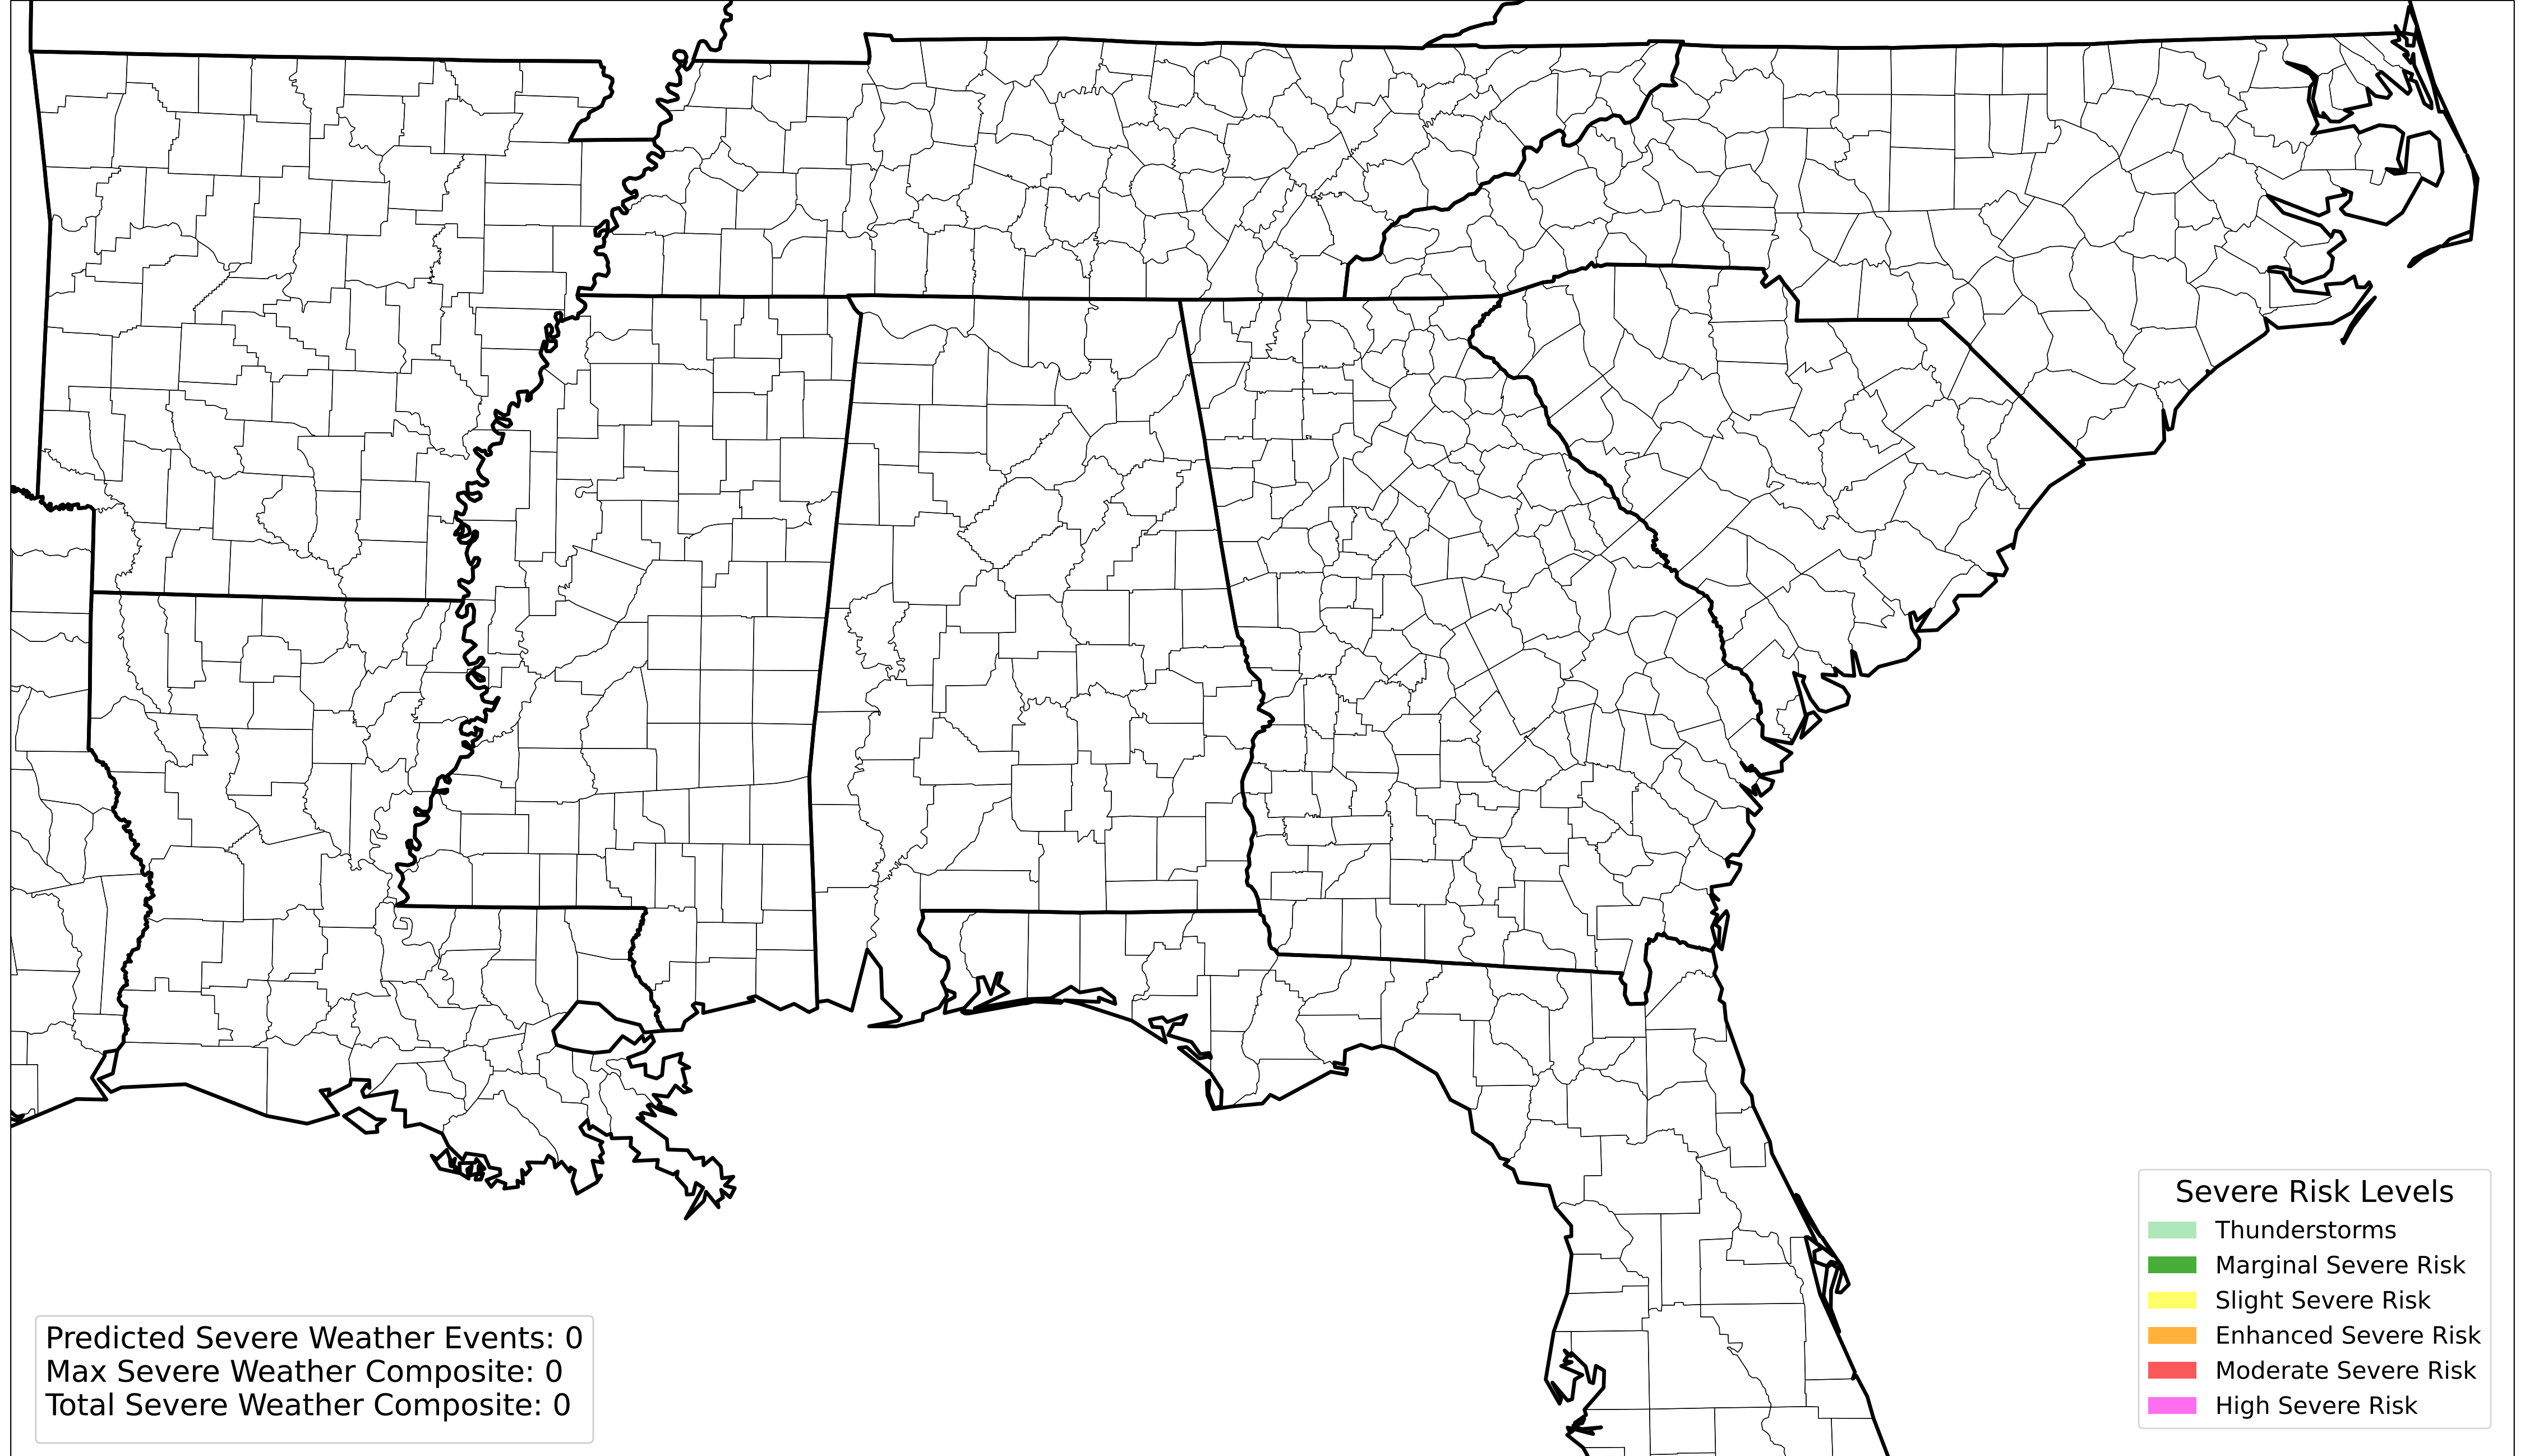 Predicted Severe Weather Events: 0
Max Severe Weather Composite: 0
Total Severe Weather Composite: 0
Severe Risk Levels
Thunderstorms
Marginal Severe Risk
Slight Severe Risk
Enhanced Severe Risk
Moderate Severe Risk
High Severe Risk